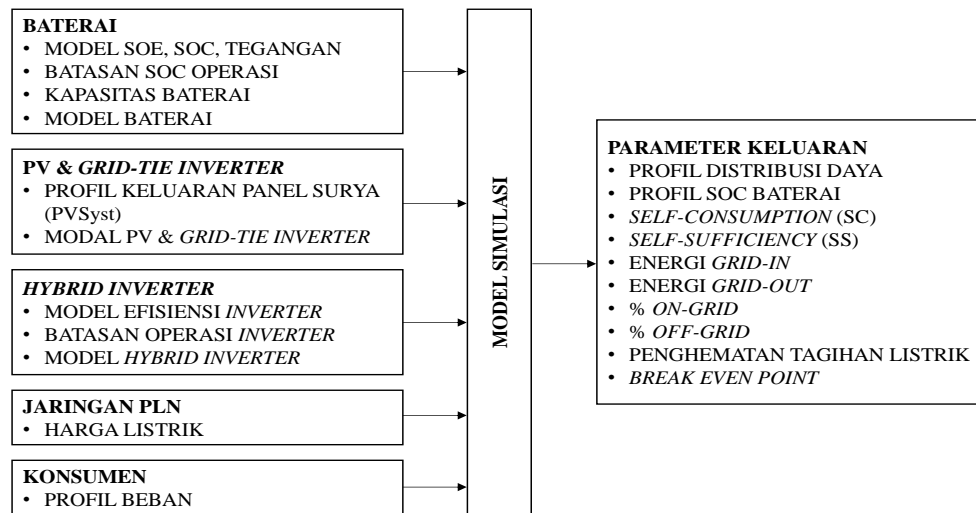 BATERAI
• MODEL SOE, SOC, TEGANGAN
• BATASAN SOC OPERASI
• KAPASITAS BATERAI
• MODEL BATERAI
PV & GRID-TIE INVERTER
• PROFIL KELUARAN PANEL SURYA
(PVSyst)
• MODAL PV & GRID-TIE INVERTER
HYBRID INVERTER
• MODEL EFISIENSI INVERTER
• BATASAN OPERASI INVERTER
• MODEL HYBRID INVERTER
JARINGAN PLN
• HARGA LISTRIK
KONSUMEN
• PROFIL BEBAN
MODEL SIMULASI
PARAMETER KELUARAN
• PROFIL DISTRIBUSI DAYA
• PROFIL SOC BATERAI
• SELF-CONSUMPTION (SC)
• SELF-SUFFICIENCY (SS)
• ENERGI GRID-IN
• ENERGI GRID-OUT
• % ON-GRID
• % OFF-GRID
• PENGHEMATAN TAGIHAN LISTRIK
• BREAK EVEN POINT